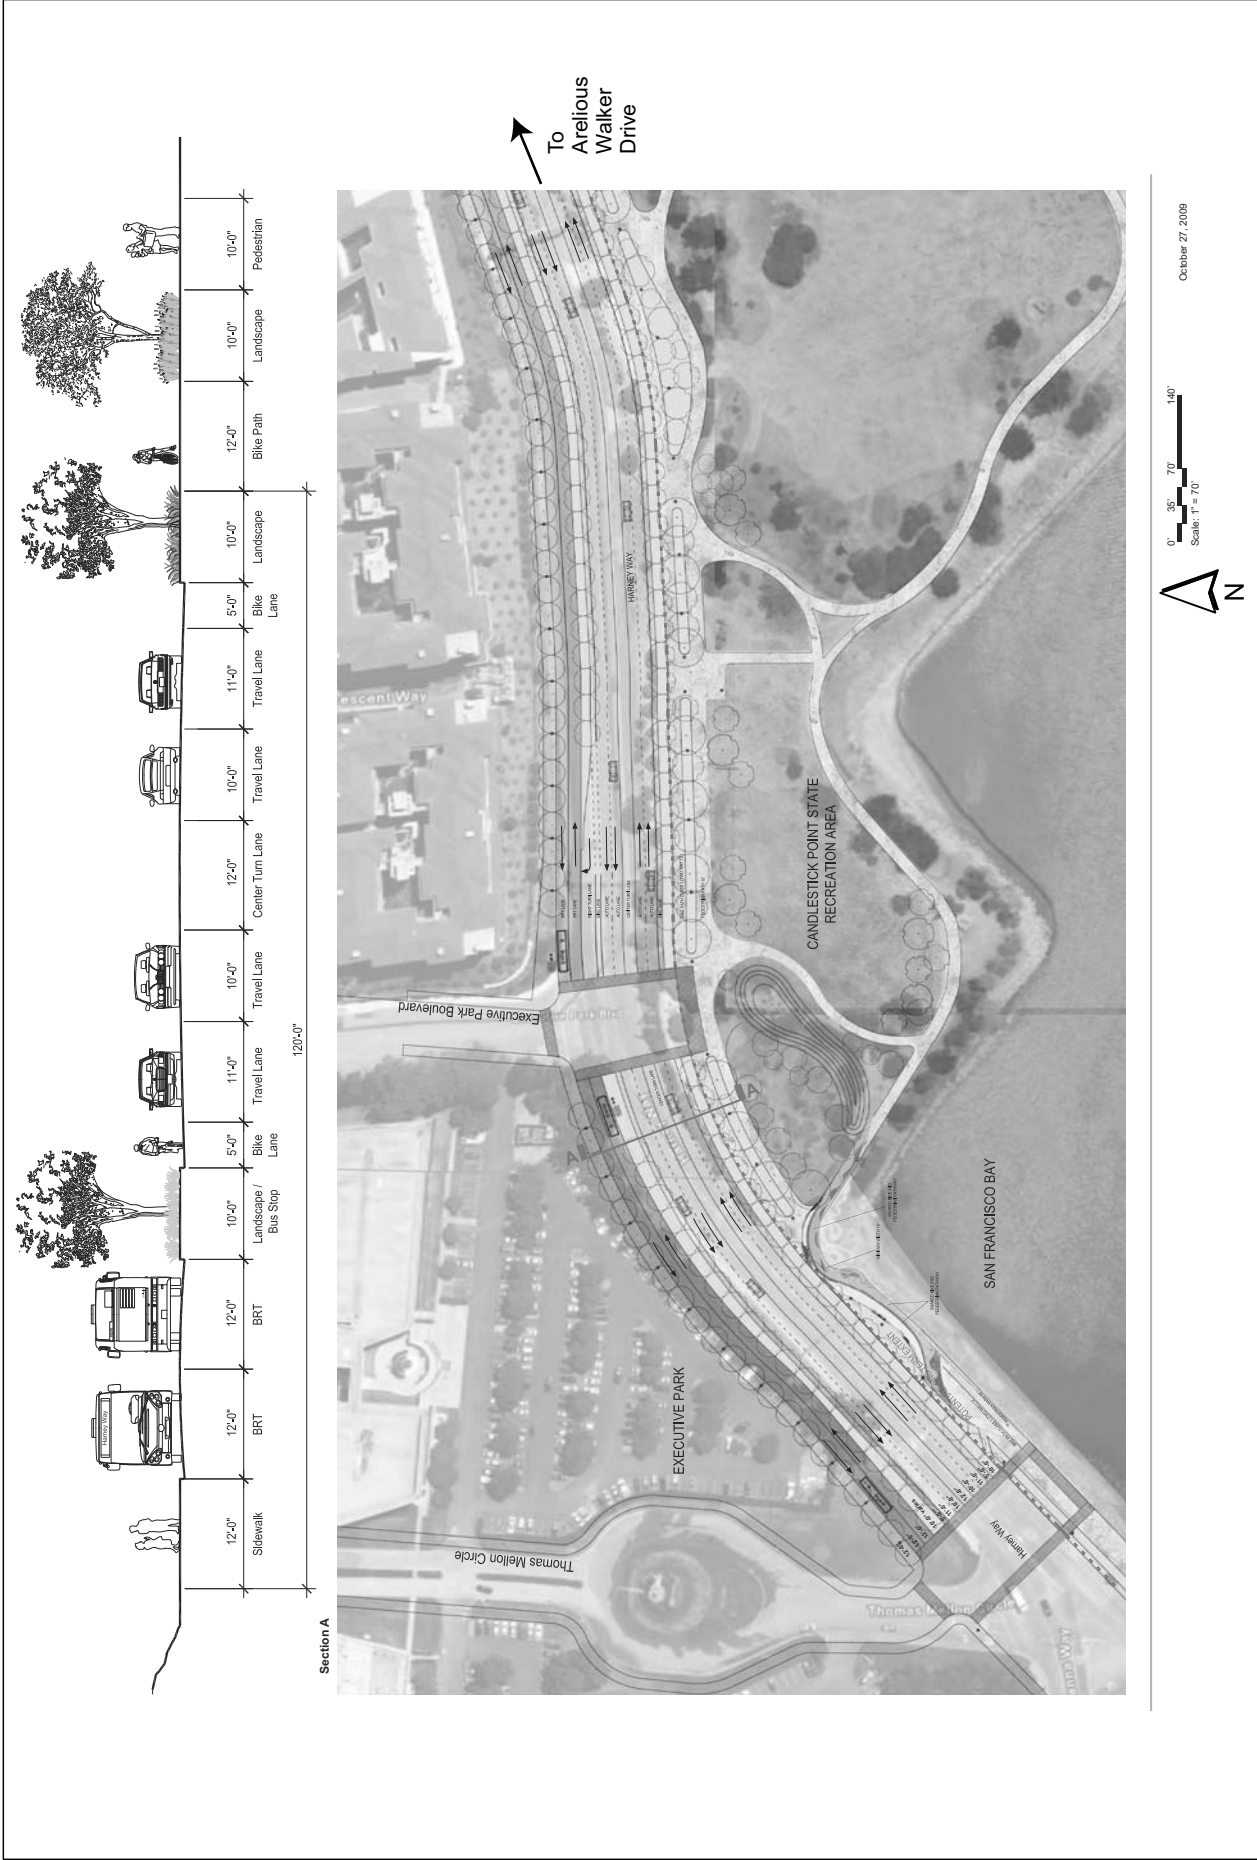 Harney Way
12'-0"
12'-0"
12'-0"
10'-0"
5'-0"
11'-0"
10'-0"
12'-0"
10'-0"
11'-0"
5'-0"
10'-0"
12'-0"
10'-0"
10'-0"
Sidewalk
BRT
BRT
Landscape /
Bus Stop
Bike
Lane
Travel Lane
Travel Lane
Center Turn Lane
Travel Lane
Travel Lane
Bike
Lane
Landscape
Bike Path
Landscape
Pedestrian
120'-0"
Section A
To
Arelious
Walker
Drive
Executive Park Boulevard
Thomas Mellon Circle
Thomas Mellon Circle
escent Way
HARNEY WAY
EXECUTIVE PARK
A
A'
CANDLESTICK POINT STATE
RECREATION AREA
SAN FRANCISCO BAY
Harney Way
0' 35' 70' 140'
Scale: 1" = 70'
N
October 27, 2009